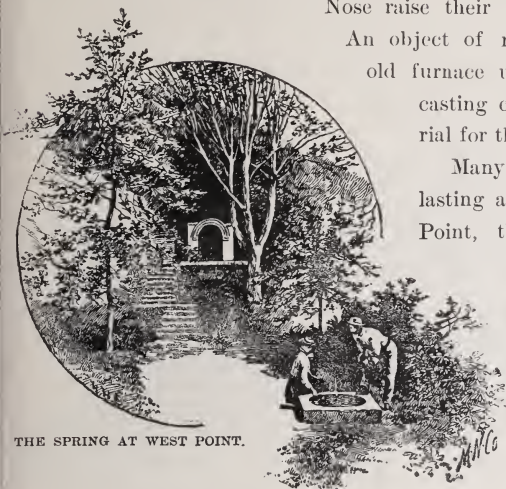 Nose raise their
An object of
old furnace
casting
rial for
Many
lasting
Point,
THE SPRING AT WEST POINT.
M N Co